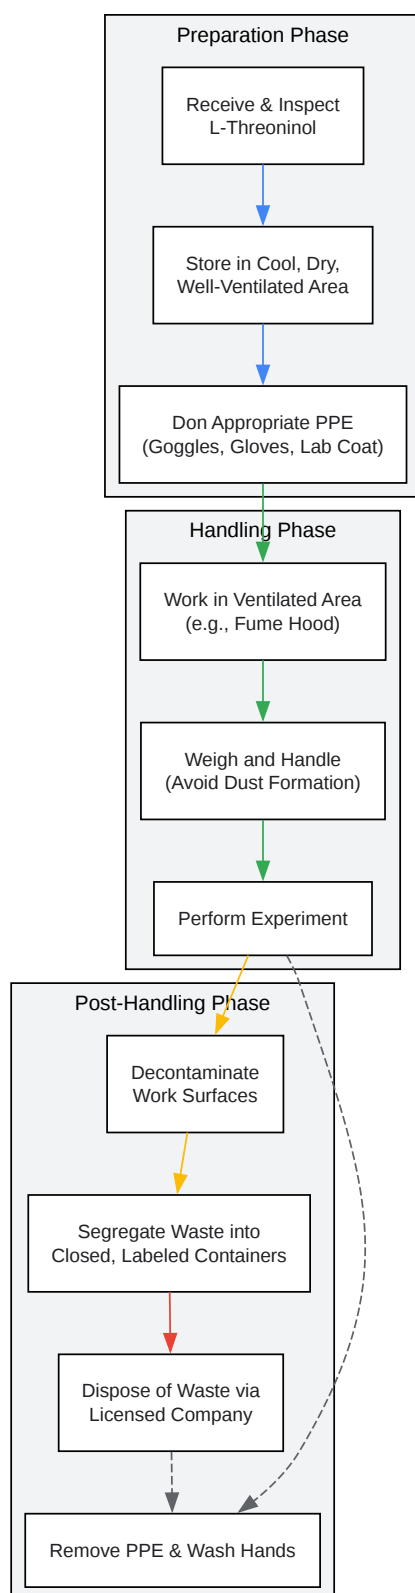 Preparation Phase
Receive & Inspect
L-Threoninol
Store in Cool, Dry,
Well-Ventilated Area
Don Appropriate PPE
(Goggles, Gloves, Lab Coat)
Handling Phase
Work in Ventilated Area
(e.g., Fume Hood)
Weigh and Handle
(Avoid Dust Formation)
Perform Experiment
Post-Handling Phase
Decontaminate
Work Surfaces
Segregate Waste into
Closed, Labeled Containers
Dispose of Waste via
Licensed Company
Remove PPE & Wash Hands